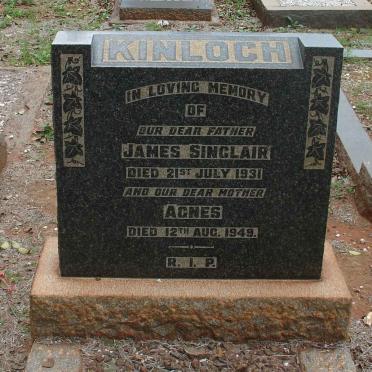 KINLOCH
IN LOVING MEMORY
OF
OUR DEAR FATHER
JAMES SINCLAIR
DIED 21ST JULY 1931
AND OUR DEAR MOTHER
AGNES
DIED 12TH AUG. 1949.
R. I. P.